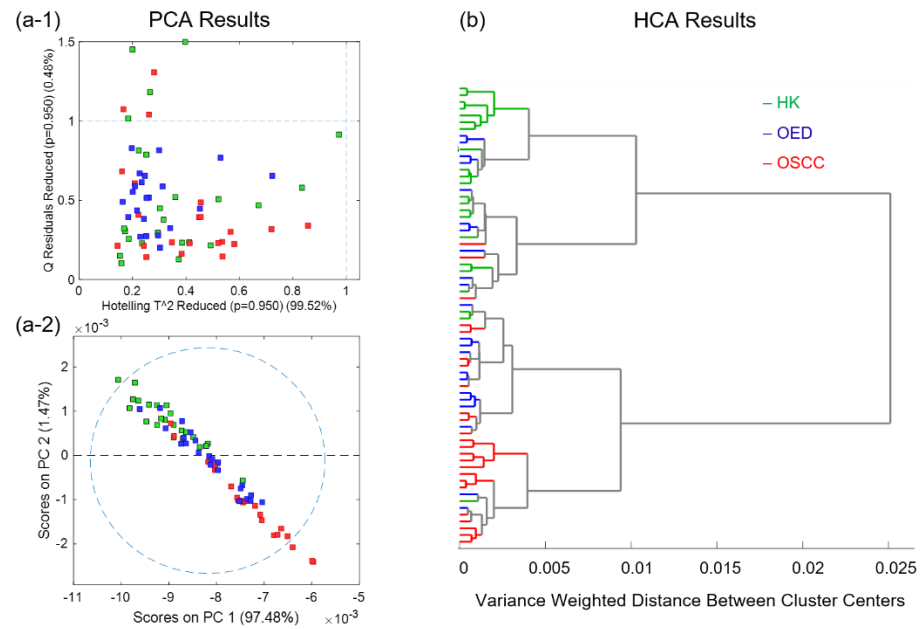 (a-1) PCA Results
Q Residuals Reduced (p=0.950) (0.48%)
1.5
1
0.5
0
0 0.2 0.4 0.6 0.8 1
Hotelling T^2 Reduced (p=0.950) (99.52%)
(a-2)
×10⁻³
Scores on PC 2 (1.47%)
2
1
0
-1
-2
-11 -10 -9 -8 -7 -6 -5
Scores on PC 1 (97.48%) ×10⁻³
(b) HCA Results
– HK
– OED
– OSCC
0 0.005 0.01 0.015 0.02 0.025
Variance Weighted Distance Between Cluster Centers